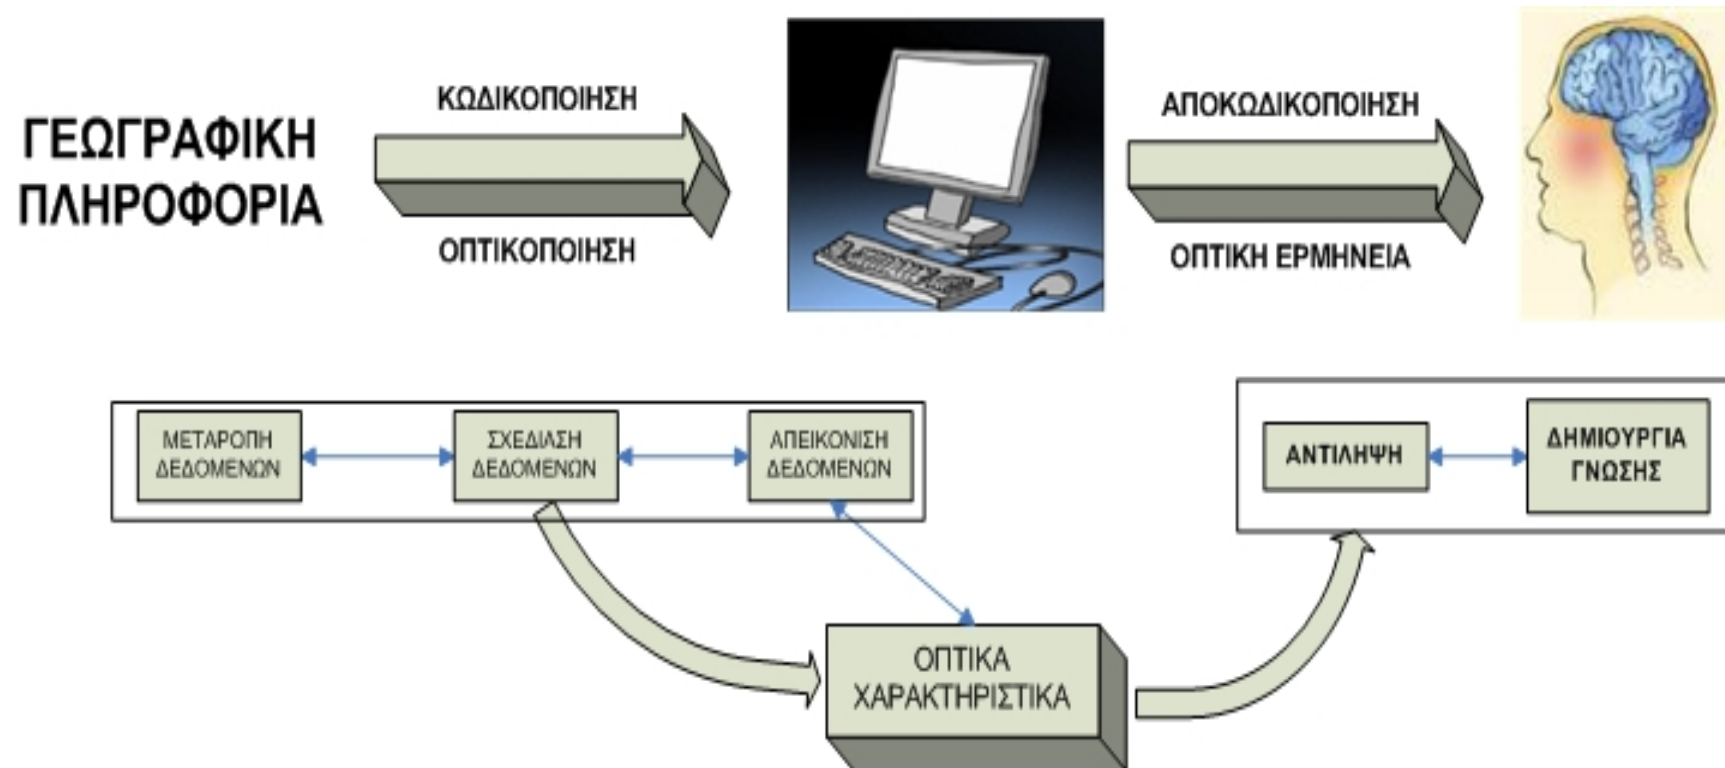 ΓΕΩΓΡΑΦΙΚΗ
ΠΛΗΡΟΦΟΡΙΑ
ΚΩΔΙΚΟΠΟΙΗΣΗ
ΟΠΤΙΚΟΠΟΙΗΣΗ
ΑΠΟΚΩΔΙΚΟΠΟΙΗΣΗ
ΟΠΤΙΚΗ ΕΡΜΗΝΕΙΑ
ΜΕΤΑΡΟΠΗ
ΔΕΔΟΜΕΝΩΝ
ΣΧΕΔΙΑΣΗ
ΔΕΔΟΜΕΝΩΝ
ΑΠΕΙΚΟΝΙΣΗ
ΔΕΔΟΜΕΝΩΝ
ΑΝΤΙΛΗΨΗ
ΔΗΜΙΟΥΡΓΙΑ
ΓΝΩΣΗΣ
ΟΠΤΙΚΑ
ΧΑΡΑΚΤΗΡΙΣΤΙΚΑ